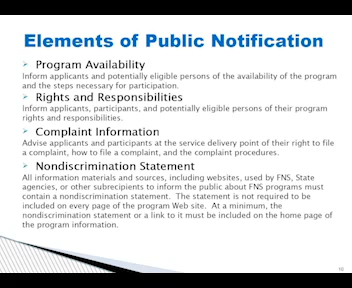 Elements of Public Notification
Program Availability
Inform applicants and potentially eligible persons of the availability of the program
and the steps necessary for participation.
Rights and Responsibilities
Inform applicants, participants, and potentially eligible persons of their program
rights and responsibilities.
Complaint Information
Advise applicants and participants at the service delivery point of their right to file
a complaint, how to file a complaint, and the complaint procedures.
Nondiscrimination Statement
All information materials and sources, including websites, used by FNS, State
agencies, or other subrecipients to inform the public about FNS programs must
contain a nondiscrimination statement. The statement is not required to be
included on every page of the program Web site. At a minimum, the
nondiscrimination statement or a link to it must be included on the home page of
the program information.